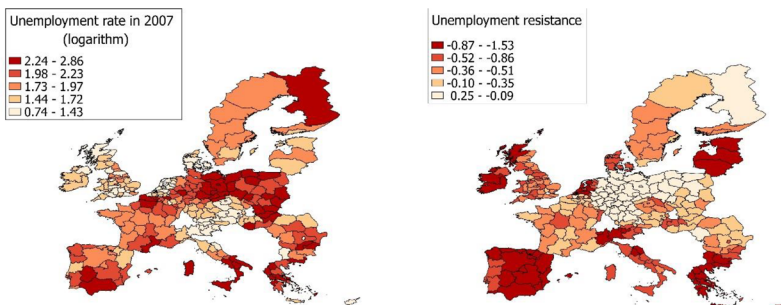 Unemployment rate in 2007
(logarithm)
2.24 - 2.86
1.98 - 2.23
1.73 - 1.97
1.44 - 1.72
0.74 - 1.43
Unemployment resistance
-0.87 - -1.53
-0.52 - -0.86
-0.36 - -0.51
-0.10 - -0.35
0.25 - -0.09